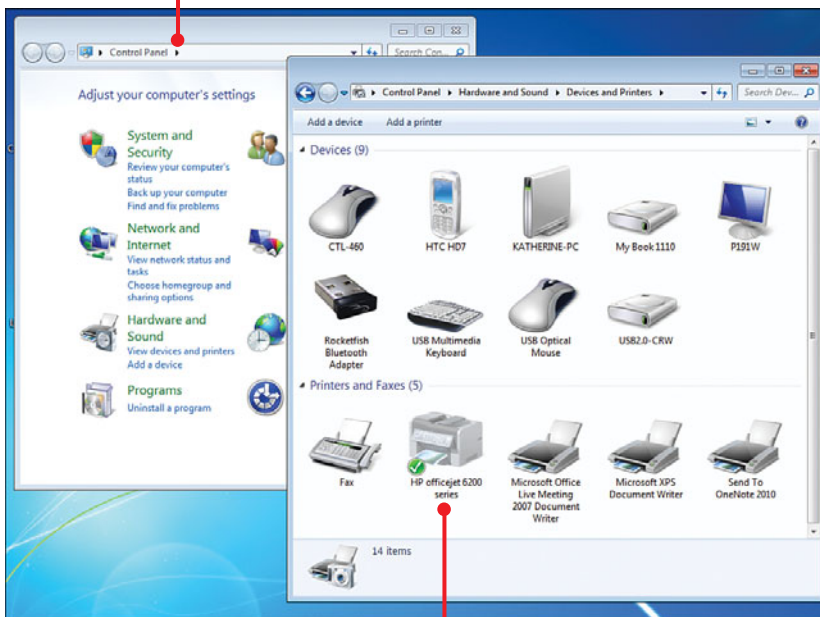 Control Panel
Search Con...
Adjust your computer's settings
System and
Security
Review your computer's
status
Back up your computer
Find and fix problems
Network and
Internet
View network status and
tasks
Choose homegroup and
sharing options
Hardware and
Sound
View devices and printers
Add a device
Programs
Uninstall a program
Control Panel Hardware and Sound Devices and Printers
Search Dev...
Add a device Add a printer
Devices (9)
CTL-460 HTC HD7 KATHERINE-PC My Book 1110 P191W
Rocketfish
Bluetooth
Adapter
USB Multimedia
Keyboard
USB Optical
Mouse
USB2.0-CRW
Printers and Faxes (5)
Fax
HP officejet 6200
series
Microsoft Office
Live Meeting
2007 Document
Writer
Microsoft XPS
Document Writer
Send To
OneNote 2010
14 items